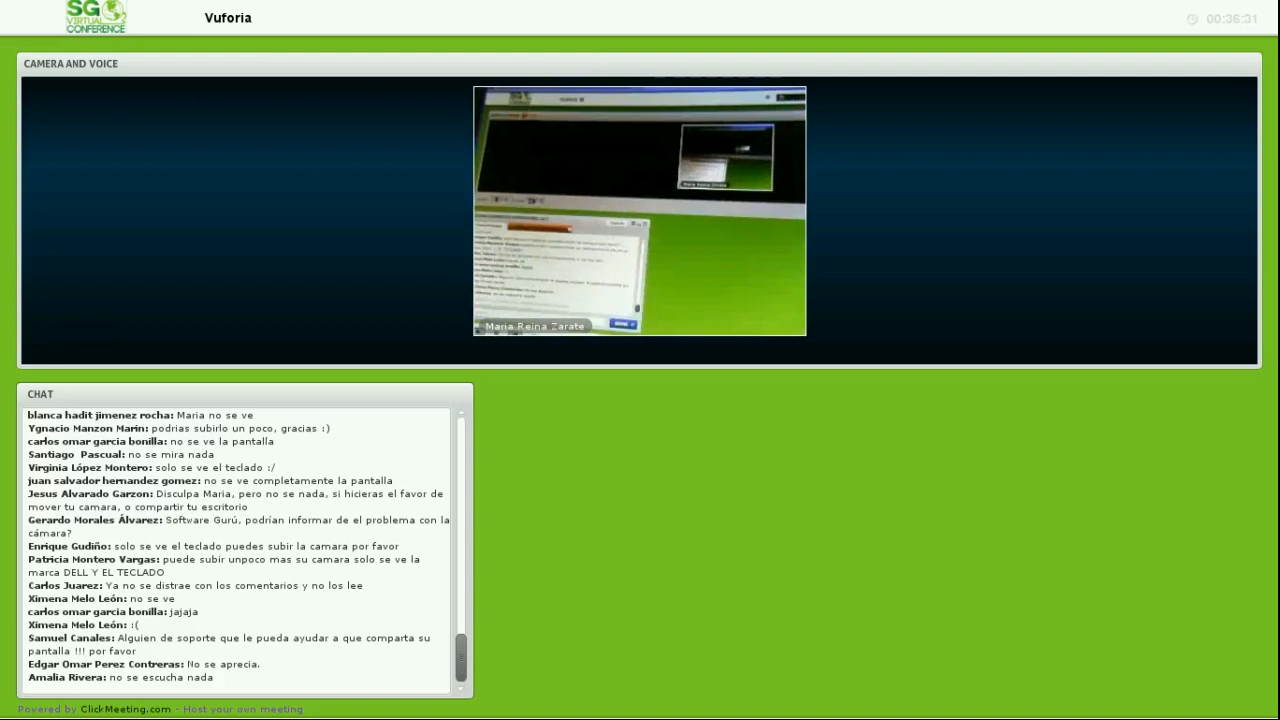 SG
VIRTUAL
CONFERENCE
Vuforia
00:36:31
CAMERA AND VOICE
Maria Reina Zarate
CHAT
blanca hadit jimenez rocha: Maria no se ve
Ygnacio Manzon Marin: podrias subirlo un poco, gracias :)
carlos omar garcia bonilla: no se ve la pantalla
Santiago Pascual: no se mira nada
Virginia López Montero: solo se ve el teclado :/
juan salvador hernandez gomez: no se ve completamente la pantalla
Jesus Alvarado Garzon: Disculpa Maria, pero no se nada, si hicieras el favor de
mover tu camara, o compartir tu escritorio
Gerardo Morales Álvarez: Software Gurú, podrían informar de el problema con la
cámara?
Enrique Gudiño: solo se ve el teclado puedes subir la camara por favor
Patricia Montero Vargas: puede subir unpoco mas su camara solo se ve la
marca DELL Y EL TECLADO
Carlos Juarez: Ya no se distrae con los comentarios y no los lee
Ximena Melo León: no se ve
carlos omar garcia bonilla: jajaja
Ximena Melo León: :(
Samuel Canales: Alguien de soporte que le pueda ayudar a que comparta su
pantalla !!! por favor
Edgar Omar Perez Contreras: No se aprecia.
Amalia Rivera: no se escucha nada
Powered by ClickMeeting.com - Host your own meeting